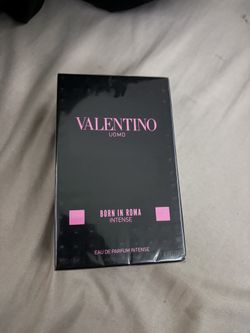 VALENTINO
UOMO
BORN IN ROMA
INTENSE
EAU DE PARFUM INTENSE